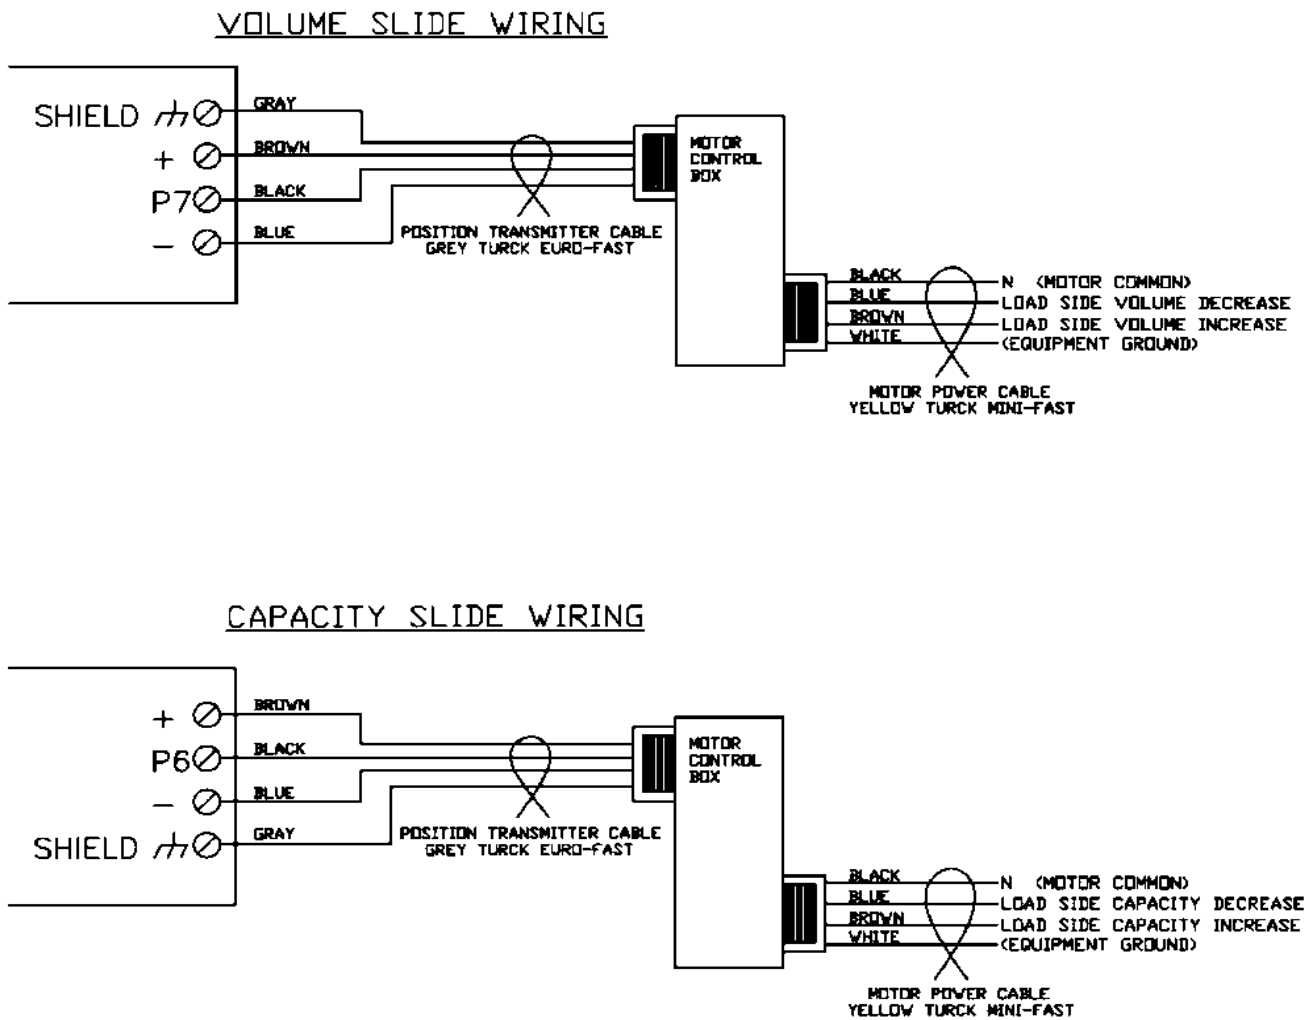 VOLUME SLIDE WIRING
SHIELD
GRAY
+
BROWN
P7
BLACK
-
BLUE
MOTOR
CONTROL
BOX
POSITION TRANSMITTER CABLE
GREY TURCK EURO-FAST
BLACK N (MOTOR COMMON)
BLUE LOAD SIDE VOLUME DECREASE
BROWN LOAD SIDE VOLUME INCREASE
WHITE (EQUIPMENT GROUND)
MOTOR POWER CABLE
YELLOW TURCK MINI-FAST
CAPACITY SLIDE WIRING
+
BROWN
P6
BLACK
-
BLUE
SHIELD
GRAY
MOTOR
CONTROL
BOX
POSITION TRANSMITTER CABLE
GREY TURCK EURO-FAST
BLACK N (MOTOR COMMON)
BLUE LOAD SIDE CAPACITY DECREASE
BROWN LOAD SIDE CAPACITY INCREASE
WHITE (EQUIPMENT GROUND)
MOTOR POWER CABLE
YELLOW TURCK MINI-FAST